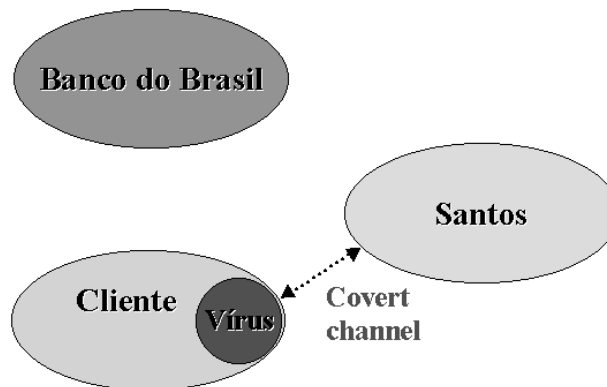 Banco do Brasil
Santos
Cliente
Vírus
Covert
channel